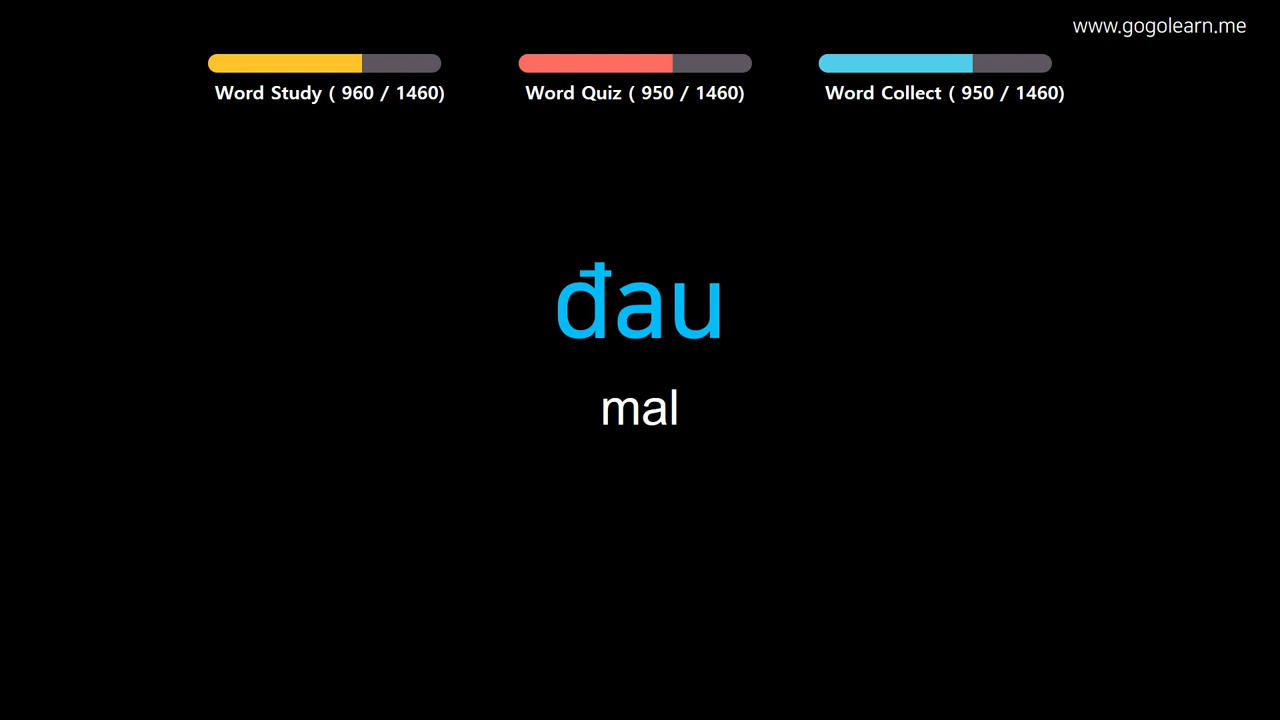 www.gogolearn.me
Word Study ( 960 / 1460)
Word Quiz ( 950 / 1460)
Word Collect ( 950 / 1460)
đau
mal